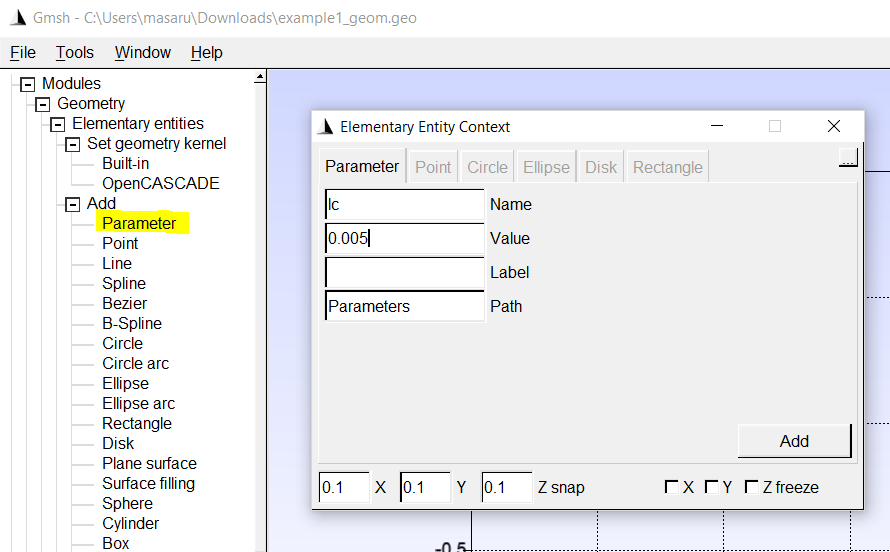 Gmsh - C:\Users\masaru\Downloads\example1_geom.geo
File Tools Window Help
Modules
Geometry
Elementary entities
Set geometry kernel
Built-in
OpenCASCADE
Add
Parameter
Point
Line
Spline
Bezier
B-Spline
Circle
Circle arc
Ellipse
Ellipse arc
Rectangle
Disk
Plane surface
Surface filling
Sphere
Cylinder
Box
Elementary Entity Context
Parameter Point Circle Ellipse Disk Rectangle ...
lc Name
0.005 Value
Label
Parameters Path
Add
0.1 X 0.1 Y 0.1 Z snap X Y Z freeze
-0.5